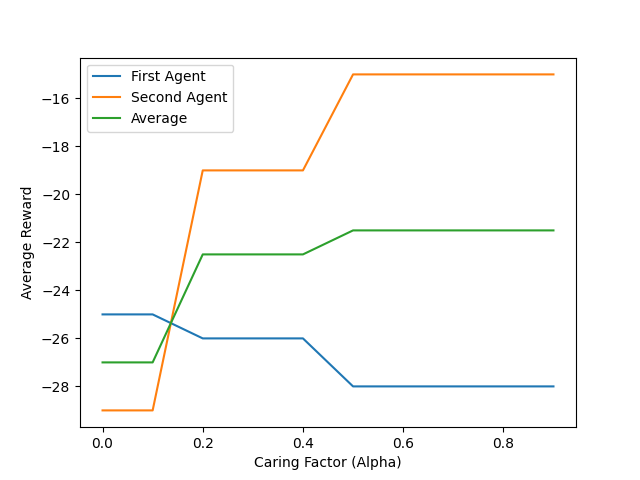 First Agent
Second Agent
Average
Average Reward
−16
−18
−20
−22
−24
−26
−28
0.0 0.2 0.4 0.6 0.8
Caring Factor (Alpha)